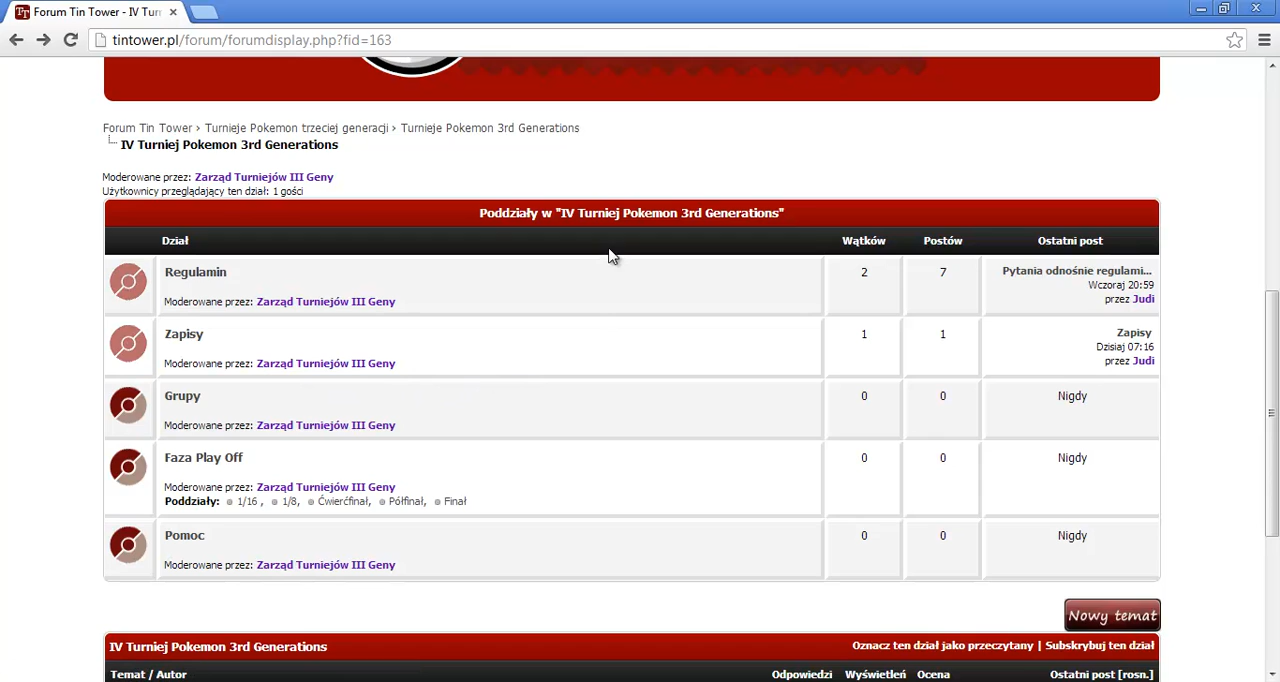 Forum Tin Tower - IV Turn
tintower.pl/forum/forumdisplay.php?fid=163
Forum Tin Tower › Turnieje Pokemon trzeciej generacji › Turnieje Pokemon 3rd Generations
IV Turniej Pokemon 3rd Generations
Moderowane przez: Zarząd Turniejów III Geny
Użytkownicy przeglądający ten dział: 1 gości
Poddziały w "IV Turniej Pokemon 3rd Generations"
Dział Wątków Postów Ostatni post
Regulamin 2 7 Pytania odnośnie regulami...
Wczoraj 20:59
Moderowane przez: Zarząd Turniejów III Geny przez Judi
Zapisy 1 1 Zapisy
Dzisiaj 07:16
Moderowane przez: Zarząd Turniejów III Geny przez Judi
Grupy 0 0 Nigdy
Moderowane przez: Zarząd Turniejów III Geny
Faza Play Off 0 0 Nigdy
Moderowane przez: Zarząd Turniejów III Geny
Poddziały: 1/16 , 1/8, Ćwierćfinał, Półfinał, Finał
Pomoc 0 0 Nigdy
Moderowane przez: Zarząd Turniejów III Geny
Nowy temat
IV Turniej Pokemon 3rd Generations Oznacz ten dział jako przeczytany | Subskrybuj ten dział
Temat / Autor Odpowiedzi Wyświetleń Ocena Ostatni post [rosn.]